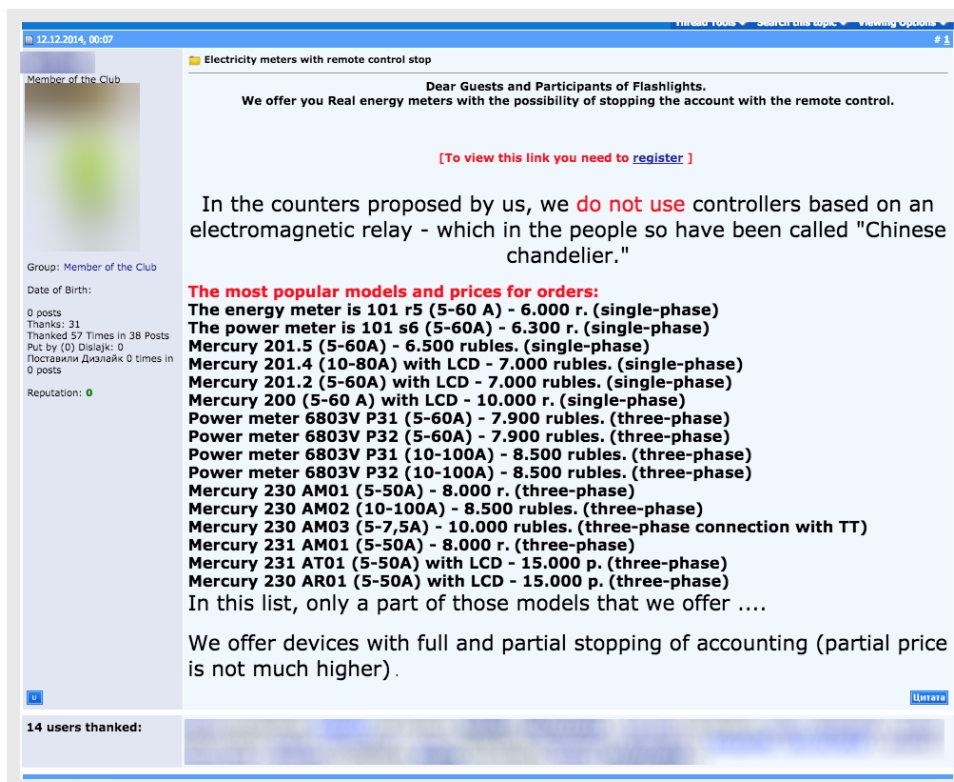 Thread Tools Search this topic Viewing Options
12.12.2014, 00:07
# 1
Member of the Club
Group: Member of the Club
Date of Birth:
0 posts
Thanks: 31
Thanked 57 Times in 38 Posts
Put by (0) Dislajk: 0
Поставили Дизлайк 0 times in
0 posts
Reputation: 0
Electricity meters with remote control stop
Dear Guests and Participants of Flashlights.
We offer you Real energy meters with the possibility of stopping the account with the remote control.
[To view this link you need to register ]
In the counters proposed by us, we do not use controllers based on an
electromagnetic relay - which in the people so have been called "Chinese
chandelier."
The most popular models and prices for orders:
The energy meter is 101 r5 (5-60 A) - 6.000 r. (single-phase)
The power meter is 101 s6 (5-60A) - 6.300 r. (single-phase)
Mercury 201.5 (5-60A) - 6.500 rubles. (single-phase)
Mercury 201.4 (10-80A) with LCD - 7.000 rubles. (single-phase)
Mercury 201.2 (5-60A) with LCD - 7.000 rubles. (single-phase)
Mercury 200 (5-60 A) with LCD - 10.000 r. (single-phase)
Power meter 6803V P31 (5-60A) - 7.900 rubles. (three-phase)
Power meter 6803V P32 (5-60A) - 7.900 rubles. (three-phase)
Power meter 6803V P31 (10-100A) - 8.500 rubles. (three-phase)
Power meter 6803V P32 (10-100A) - 8.500 rubles. (three-phase)
Mercury 230 AM01 (5-50A) - 8.000 r. (three-phase)
Mercury 230 AM02 (10-100A) - 8.500 rubles. (three-phase)
Mercury 230 AM03 (5-7,5A) - 10.000 rubles. (three-phase connection with TT)
Mercury 231 AM01 (5-50A) - 8.000 r. (three-phase)
Mercury 231 AT01 (5-50A) with LCD - 15.000 p. (three-phase)
Mercury 230 AR01 (5-50A) with LCD - 15.000 p. (three-phase)
In this list, only a part of those models that we offer ....
We offer devices with full and partial stopping of accounting (partial price
is not much higher) .
Цитата
14 users thanked: